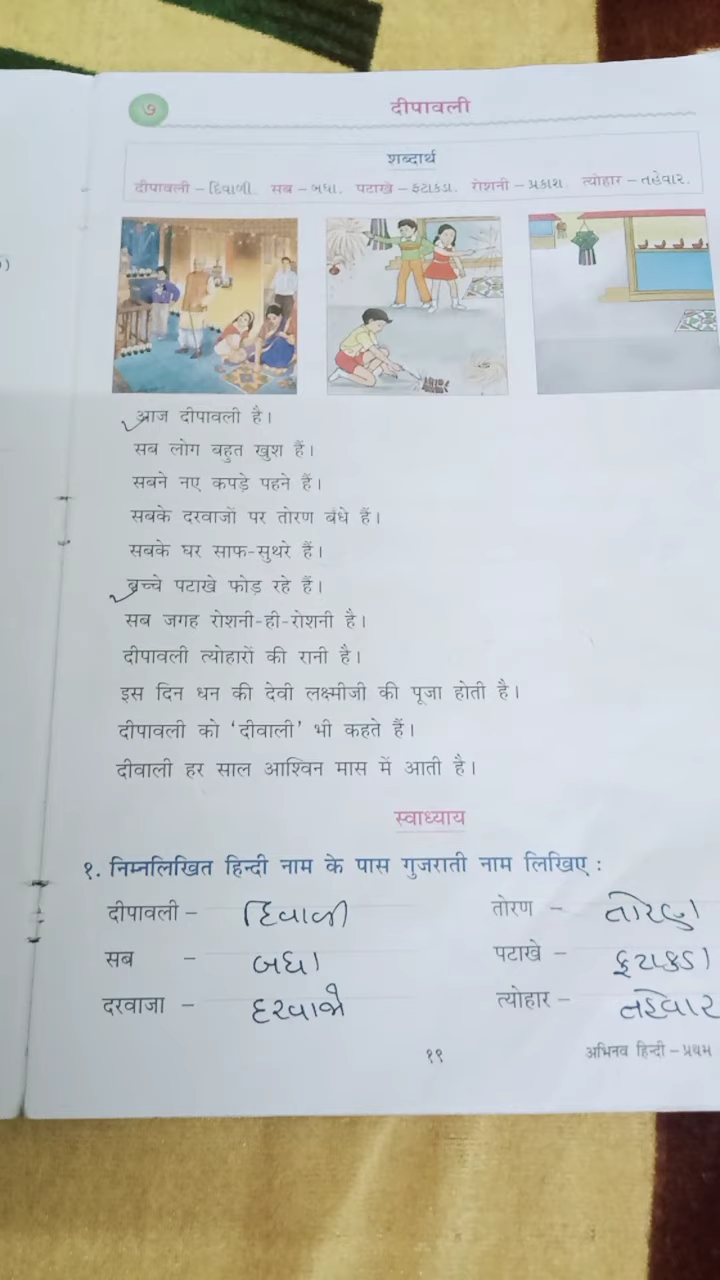 ७
दीपावली
शब्दार्थ
दीपावली – દિવાળી. सब – બધા. पटाखे – ફટાકડા. रोशनी – પ્રકાશ. त्योहार – તહેવાર.
आज दीपावली है।
सब लोग बहुत खुश हैं।
सबने नए कपड़े पहने हैं।
सबके दरवाजों पर तोरण बँधे हैं।
सबके घर साफ-सुथरे हैं।
बच्चे पटाखे फोड़ रहे हैं।
सब जगह रोशनी-ही-रोशनी है।
दीपावली त्योहारों की रानी है।
इस दिन धन की देवी लक्ष्मीजी की पूजा होती है।
दीपावली को ‘दीवाली’ भी कहते हैं।
दीवाली हर साल आश्विन मास में आती है।
स्वाध्याय
१. निम्नलिखित हिन्दी नाम के पास गुजराती नाम लिखिए :
दीपावली – દિવાળી तोरण – તોરણ
सब – બધા पटाखे – ફટાકડા
दरवाजा – દરવાજો त्योहार – તહેવાર
१९ अभिनव हिन्दी – प्रथम